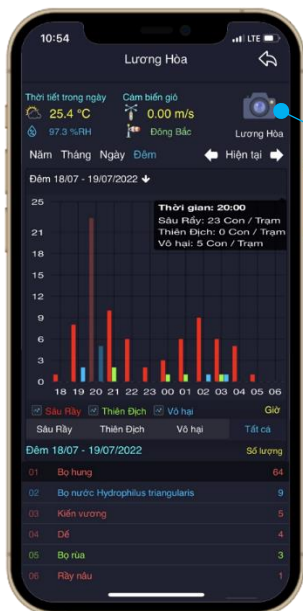 10:54
LTE
Lương Hòa
Thời tiết trong ngày
Cảm biến gió
25.4 °C
0.00 m/s
97.3 %RH
Đông Bắc
Lương Hòa
Năm Tháng Ngày Đêm
Hiện tại
Đêm 18/07 - 19/07/2022
Thời gian: 20:00
Sâu Rầy: 23 Con / Trạm
Thiên Địch: 0 Con / Trạm
Vô hại: 5 Con / Trạm
25
21
18
15
12
9
6
3
0
18 19 20 21 22 23 00 01 02 03 04 05 06
Sâu Rầy Thiên Địch Vô hại Giờ
Sâu Rầy Thiên Địch Vô hại Tất cả
Đêm 18/07 - 19/07/2022 Số lượng
01 Bọ hung 64
02 Bọ nước Hydrophilus triangularis 9
03 Kiến vương 5
04 Dế 4
05 Bọ rùa 3
06 Rầy nâu 1